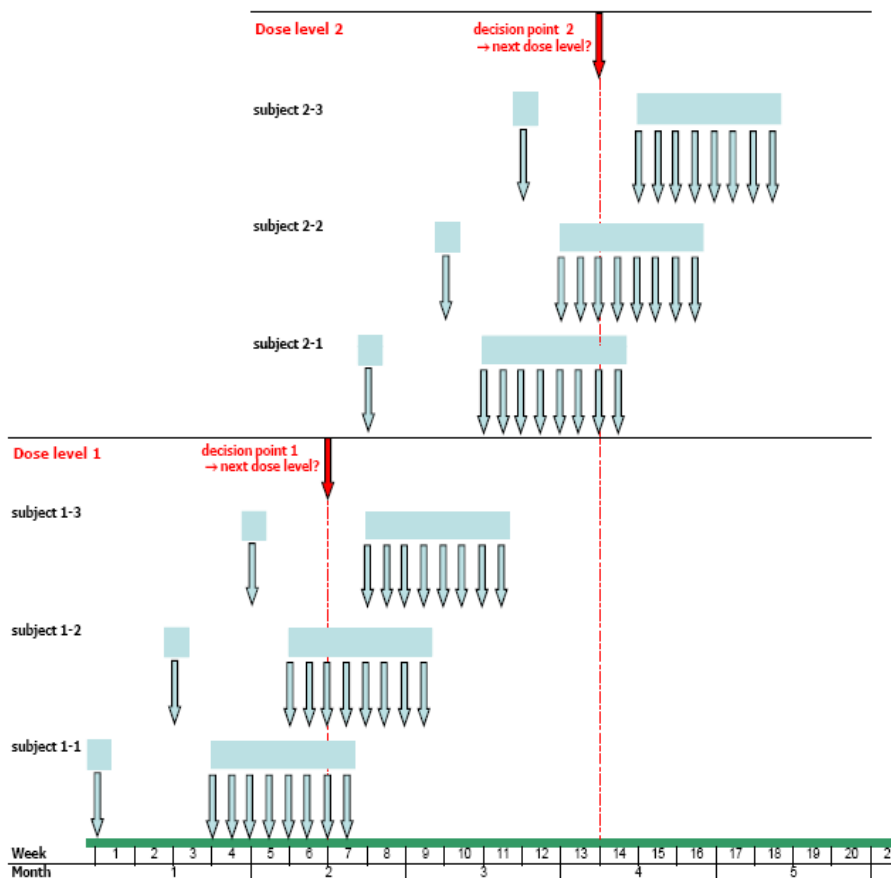 Dose level 2
decision point 2
→ next dose level?
subject 2-3
subject 2-2
subject 2-1
Dose level 1
decision point 1
→ next dose level?
subject 1-3
subject 1-2
subject 1-1
Week 1 2 3 4 5 6 7 8 9 10 11 12 13 14 15 16 17 18 19 20 2
Month 1 2 3 4 5